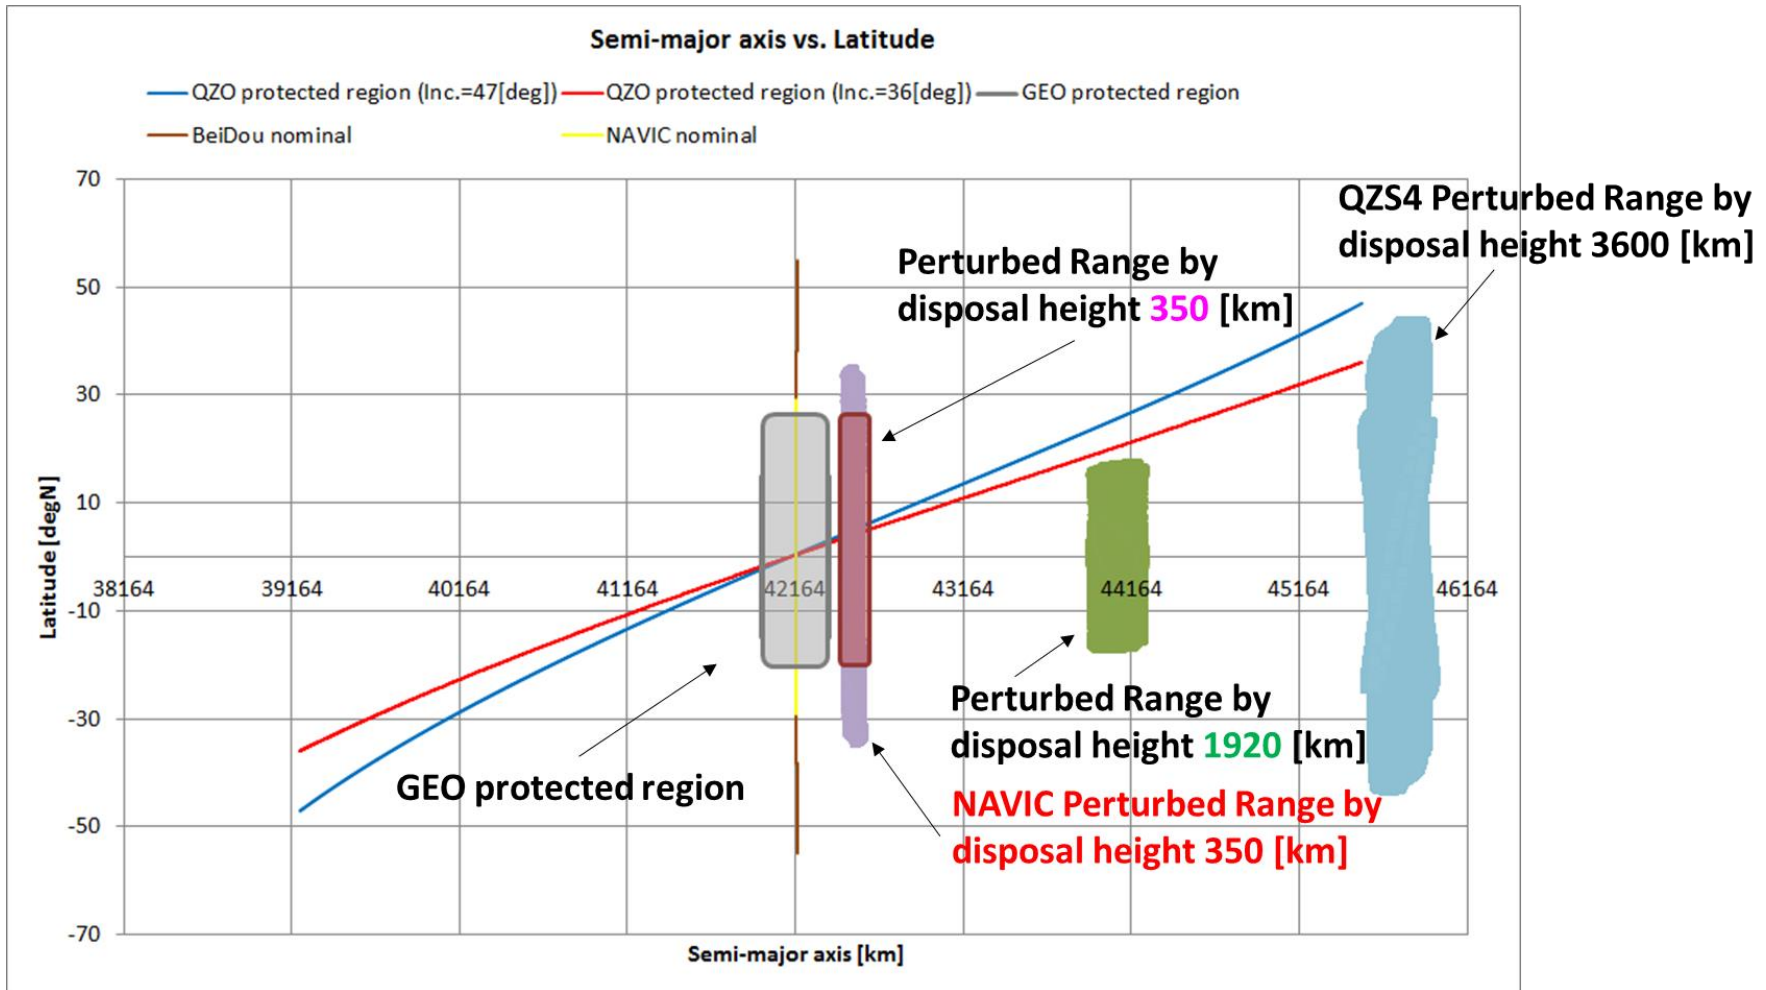 Semi-major axis vs. Latitude
QZO protected region (Inc.=47[deg]) QZO protected region (Inc.=36[deg]) GEO protected region
BeiDou nominal NAVIC nominal
70
50
30
10
-10
-30
-50
-70
Latitude [degN]
38164 39164 40164 41164 42164 43164 44164 45164 46164
Semi-major axis [km]
QZS4 Perturbed Range by
disposal height 3600 [km]
Perturbed Range by
disposal height 350 [km]
Perturbed Range by
disposal height 1920 [km]
GEO protected region
NAVIC Perturbed Range by
disposal height 350 [km]